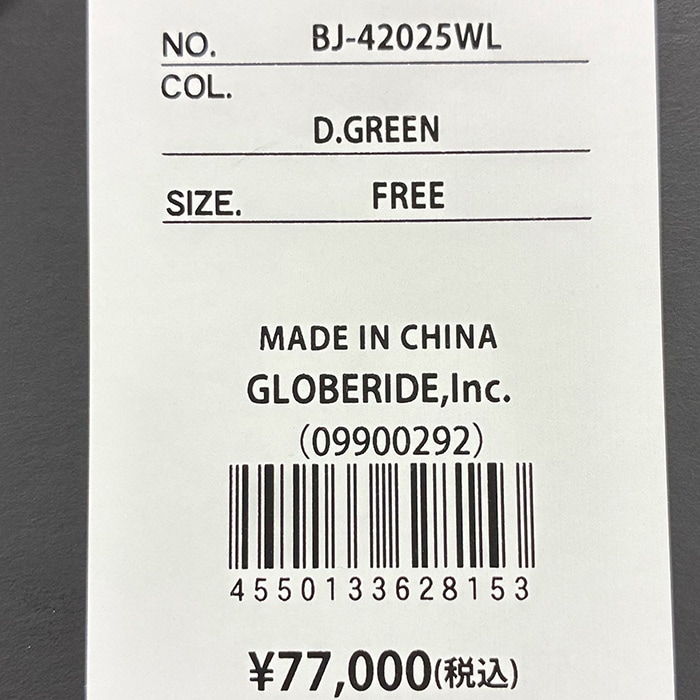 NO. BJ-42025WL
COL.
D.GREEN
SIZE. FREE
MADE IN CHINA
GLOBERIDE,Inc.
(09900292)
4550133628153
¥77,000(税込)